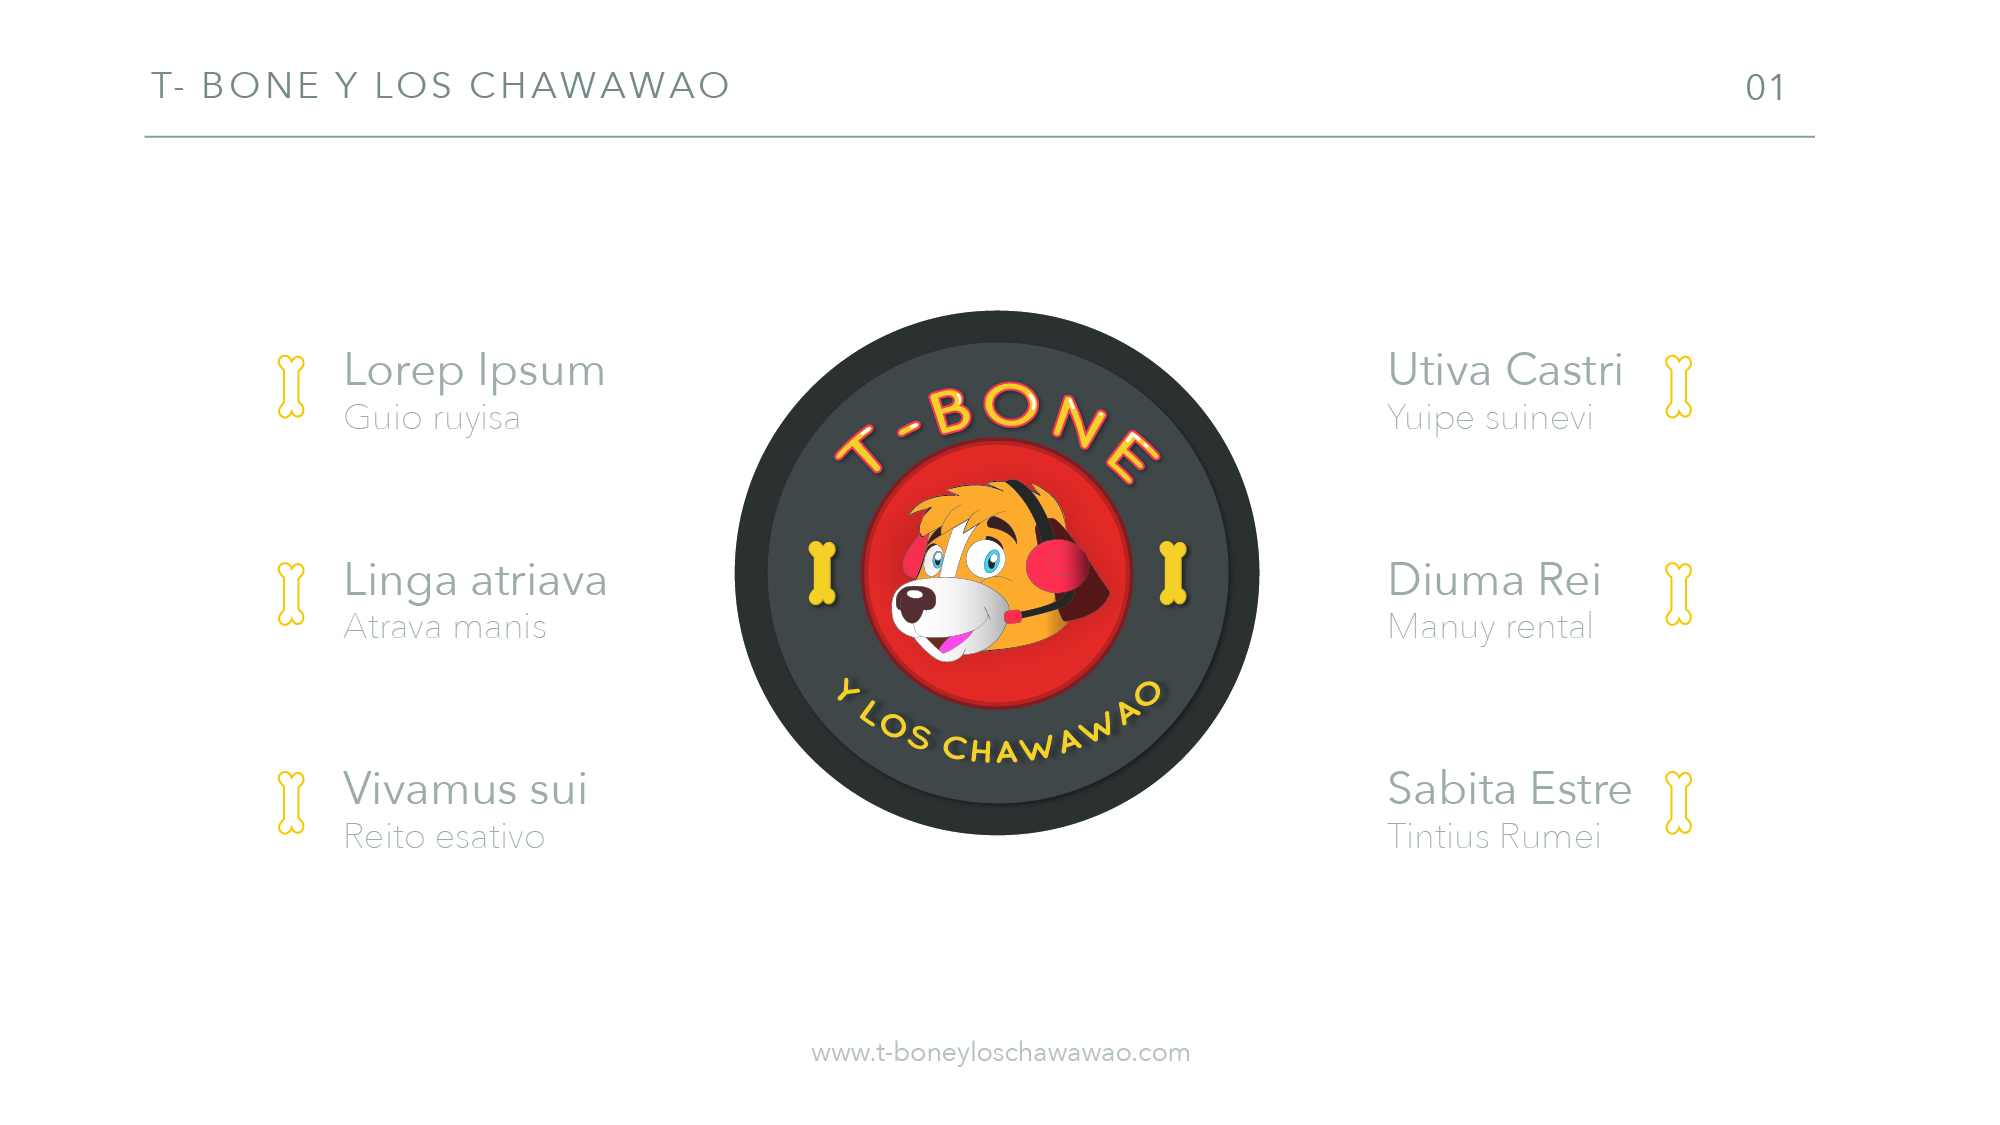 T- BONE Y LOS CHAWAWAO
01
Lorep Ipsum
Guio ruyisa
Linga atriava
Atrava manis
Vivamus sui
Reito esativo
T-BONE
Y LOS CHAWAWAO
Utiva Castri
Yuipe suinevi
Diuma Rei
Manuy rental
Sabita Estre
Tintius Rumei
www.t-boneyloschawawao.com